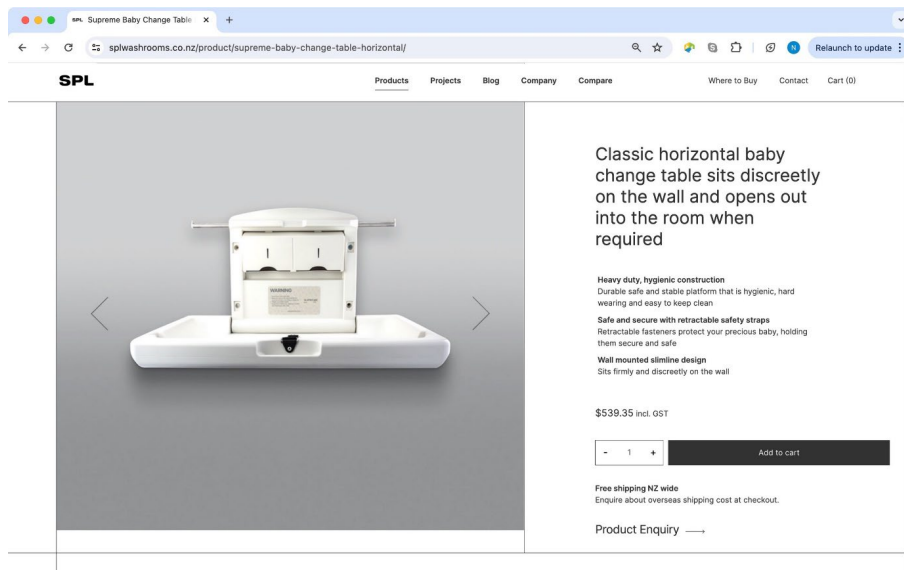 SPL Supreme Baby Change Table
splwashrooms.co.nz/product/supreme-baby-change-table-horizontal/
N
Relaunch to update
SPL
Products Projects Blog Company Compare Where to Buy Contact Cart (0)
Classic horizontal baby
change table sits discreetly
on the wall and opens out
into the room when
required
Heavy duty, hygienic construction
Durable safe and stable platform that is hygienic, hard
wearing and easy to keep clean
Safe and secure with retractable safety straps
Retractable fasteners protect your precious baby, holding
them secure and safe
Wall mounted slimline design
Sits firmly and discreetly on the wall
WARNING
$539.35 incl. GST
- 1 + Add to cart
Free shipping NZ wide
Enquire about overseas shipping cost at checkout.
Product Enquiry